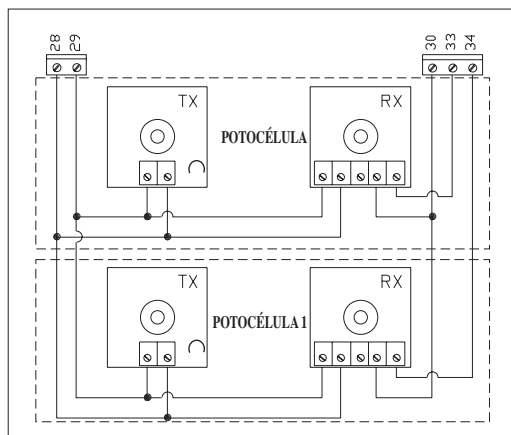 28 29 30 33 34
TX RX
POTOCÉLULA
TX RX
POTOCÉLULA 1